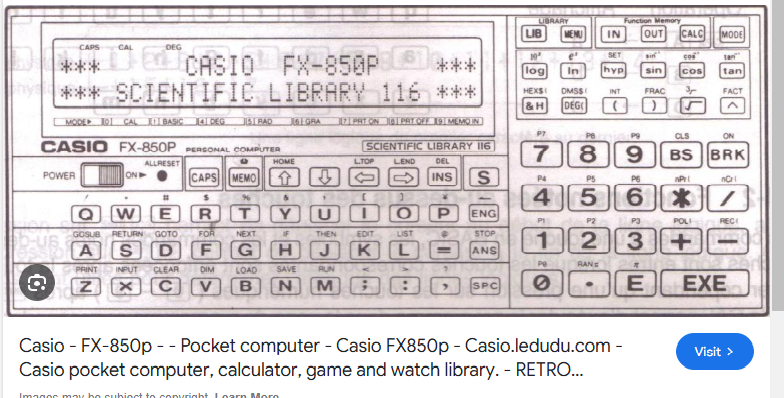 LIBRARY Function Memory
LIB MENU IN OUT CALC MODE
CAPS CAL DEG
*** CASIO FX-850P ***
*** SCIENTIFIC LIBRARY 116 ***
MODE▶ [0] CAL [1] BASIC [4] DEG [5] RAD [6] GRA [7] PRT ON [8] PRT OFF [9] MEMO IN
10ˣ eˣ SET sin⁻¹ cos⁻¹ tan⁻¹
log ln hyp sin cos tan
HEX$( DMS$( INT FRAC ³√ FACT
&H DEG( ( ) √ ^
CASIO FX-850P PERSONAL COMPUTER SCIENTIFIC LIBRARY 116
P7 P8 P9 CLS ON
7 8 9 BS BRK
ALLRESET HOME L.TOP L.END DEL
POWER ON▶ CAPS MEMO ⇧ ⇩ ⇦ ⇨ INS S
P4 P5 P6 nPr( nCr(
4 5 6 * /
! " # $ % & ' ( )
Q W E R T Y U I O P ENG
P1 P2 P3 POL( REC(
1 2 3 + −
GOSUB RETURN GOTO FOR NEXT IF THEN EDIT LIST @ STOP
A S D F G H J K L = ANS
P0 RAN# π
0 . E EXE
PRINT INPUT CLEAR DIM LOAD SAVE RUN < > ?
Z X C V B N M ; : , SPC
Casio - FX-850p - - Pocket computer - Casio FX850p - Casio.ledudu.com -
Casio pocket computer, calculator, game and watch library. - RETRO...
Visit >
Images may be subject to copyright. Learn More